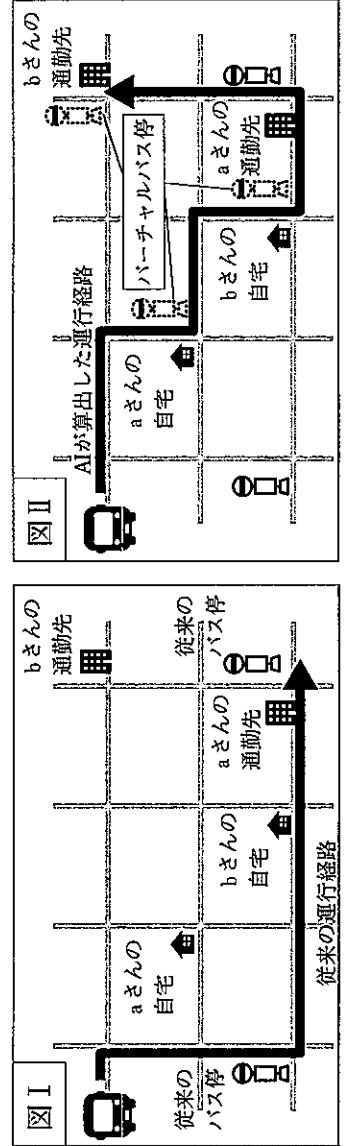 図Ⅰ
bさんの
通勤先
aさんの
自宅
従来の
バス停
bさんの
自宅
aさんの
通勤先
従来の
バス停
従来の運行経路
図Ⅱ
AIが算出した運行経路
bさんの
通勤先
バーチャルバス停
aさんの
自宅
bさんの
自宅
aさんの
通勤先